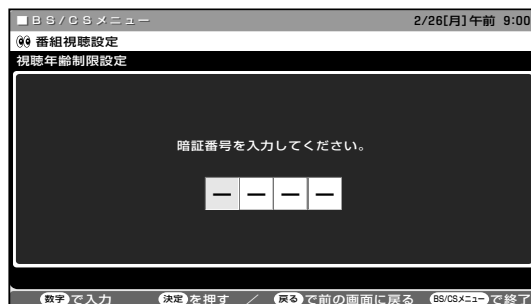 ■BS/CSメニュー 2/26[月]午前 9:00
番組視聴設定
視聴年齢制限設定
暗証番号を入力してください。
－ － － －
数字で入力 決定を押す ／ 戻るで前の画面に戻る BS/CSメニューで終了